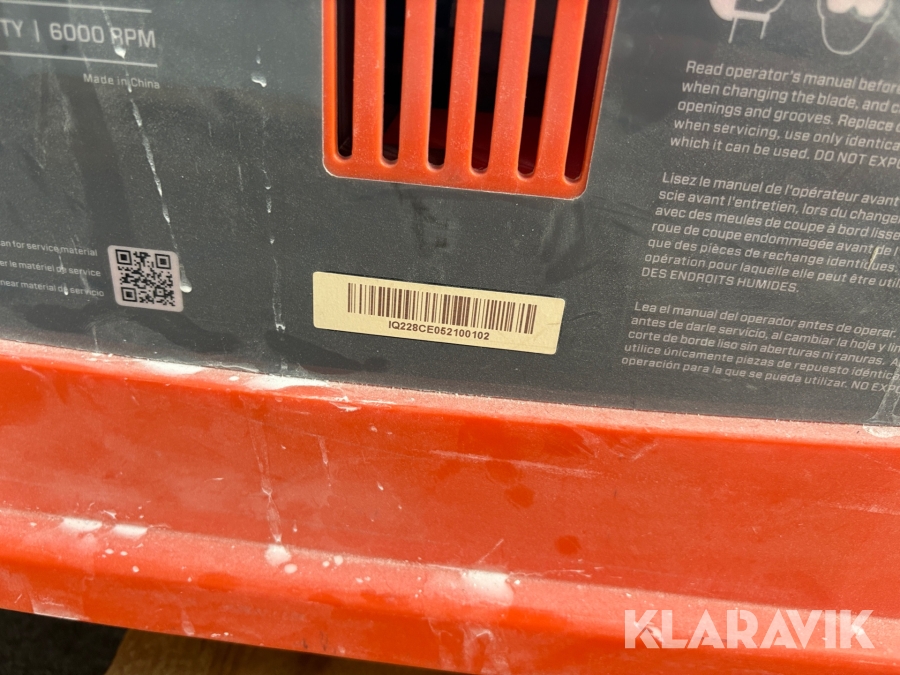 TY | 6000 RPM
Made in China
Read operator's manual before
when changing the blade, and
openings and grooves. Replace
when servicing, use only identica
which it can be used. DO NOT EXP
Lisez le manuel de l'opérateur avant
scie avant l'entretien, lors du change
avec des meules de coupe à bord lisse
roue de coupe endommagée avant de l
que des pièces de rechange identiques.
opération pour laquelle elle peut être util
DES ENDROITS HUMIDES.
Lea el manual del operador antes de operar.
antes de darle servicio, al cambiar la hoja y lim
corte de borde liso sin aberturas ni ranuras. A
utilice únicamente piezas de repuesto idéntic
operación para la que se pueda utilizar. NO EXPO
an for service material
er le matériel de service
near material de servicio
IQ228CE052100102
KLARAVIK